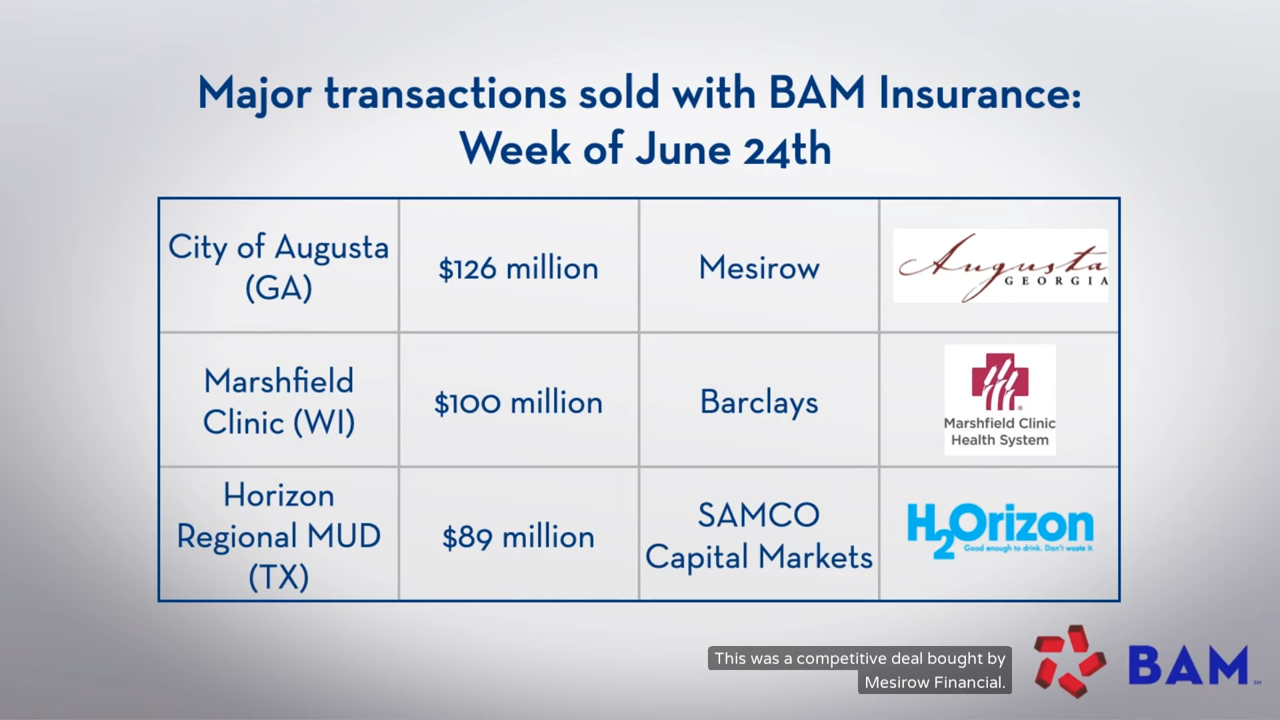 Major transactions sold with BAM Insurance:
Week of June 24th
City of Augusta
(GA)
$126 million
Mesirow
Augusta
GEORGIA
Marshfield
Clinic (WI)
$100 million
Barclays
Marshfield Clinic
Health System
Horizon
Regional MUD
(TX)
$89 million
SAMCO
Capital Markets
H2Orizon
Good enough to drink. Don't waste it.
This was a competitive deal bought by
Mesirow Financial.
BAM